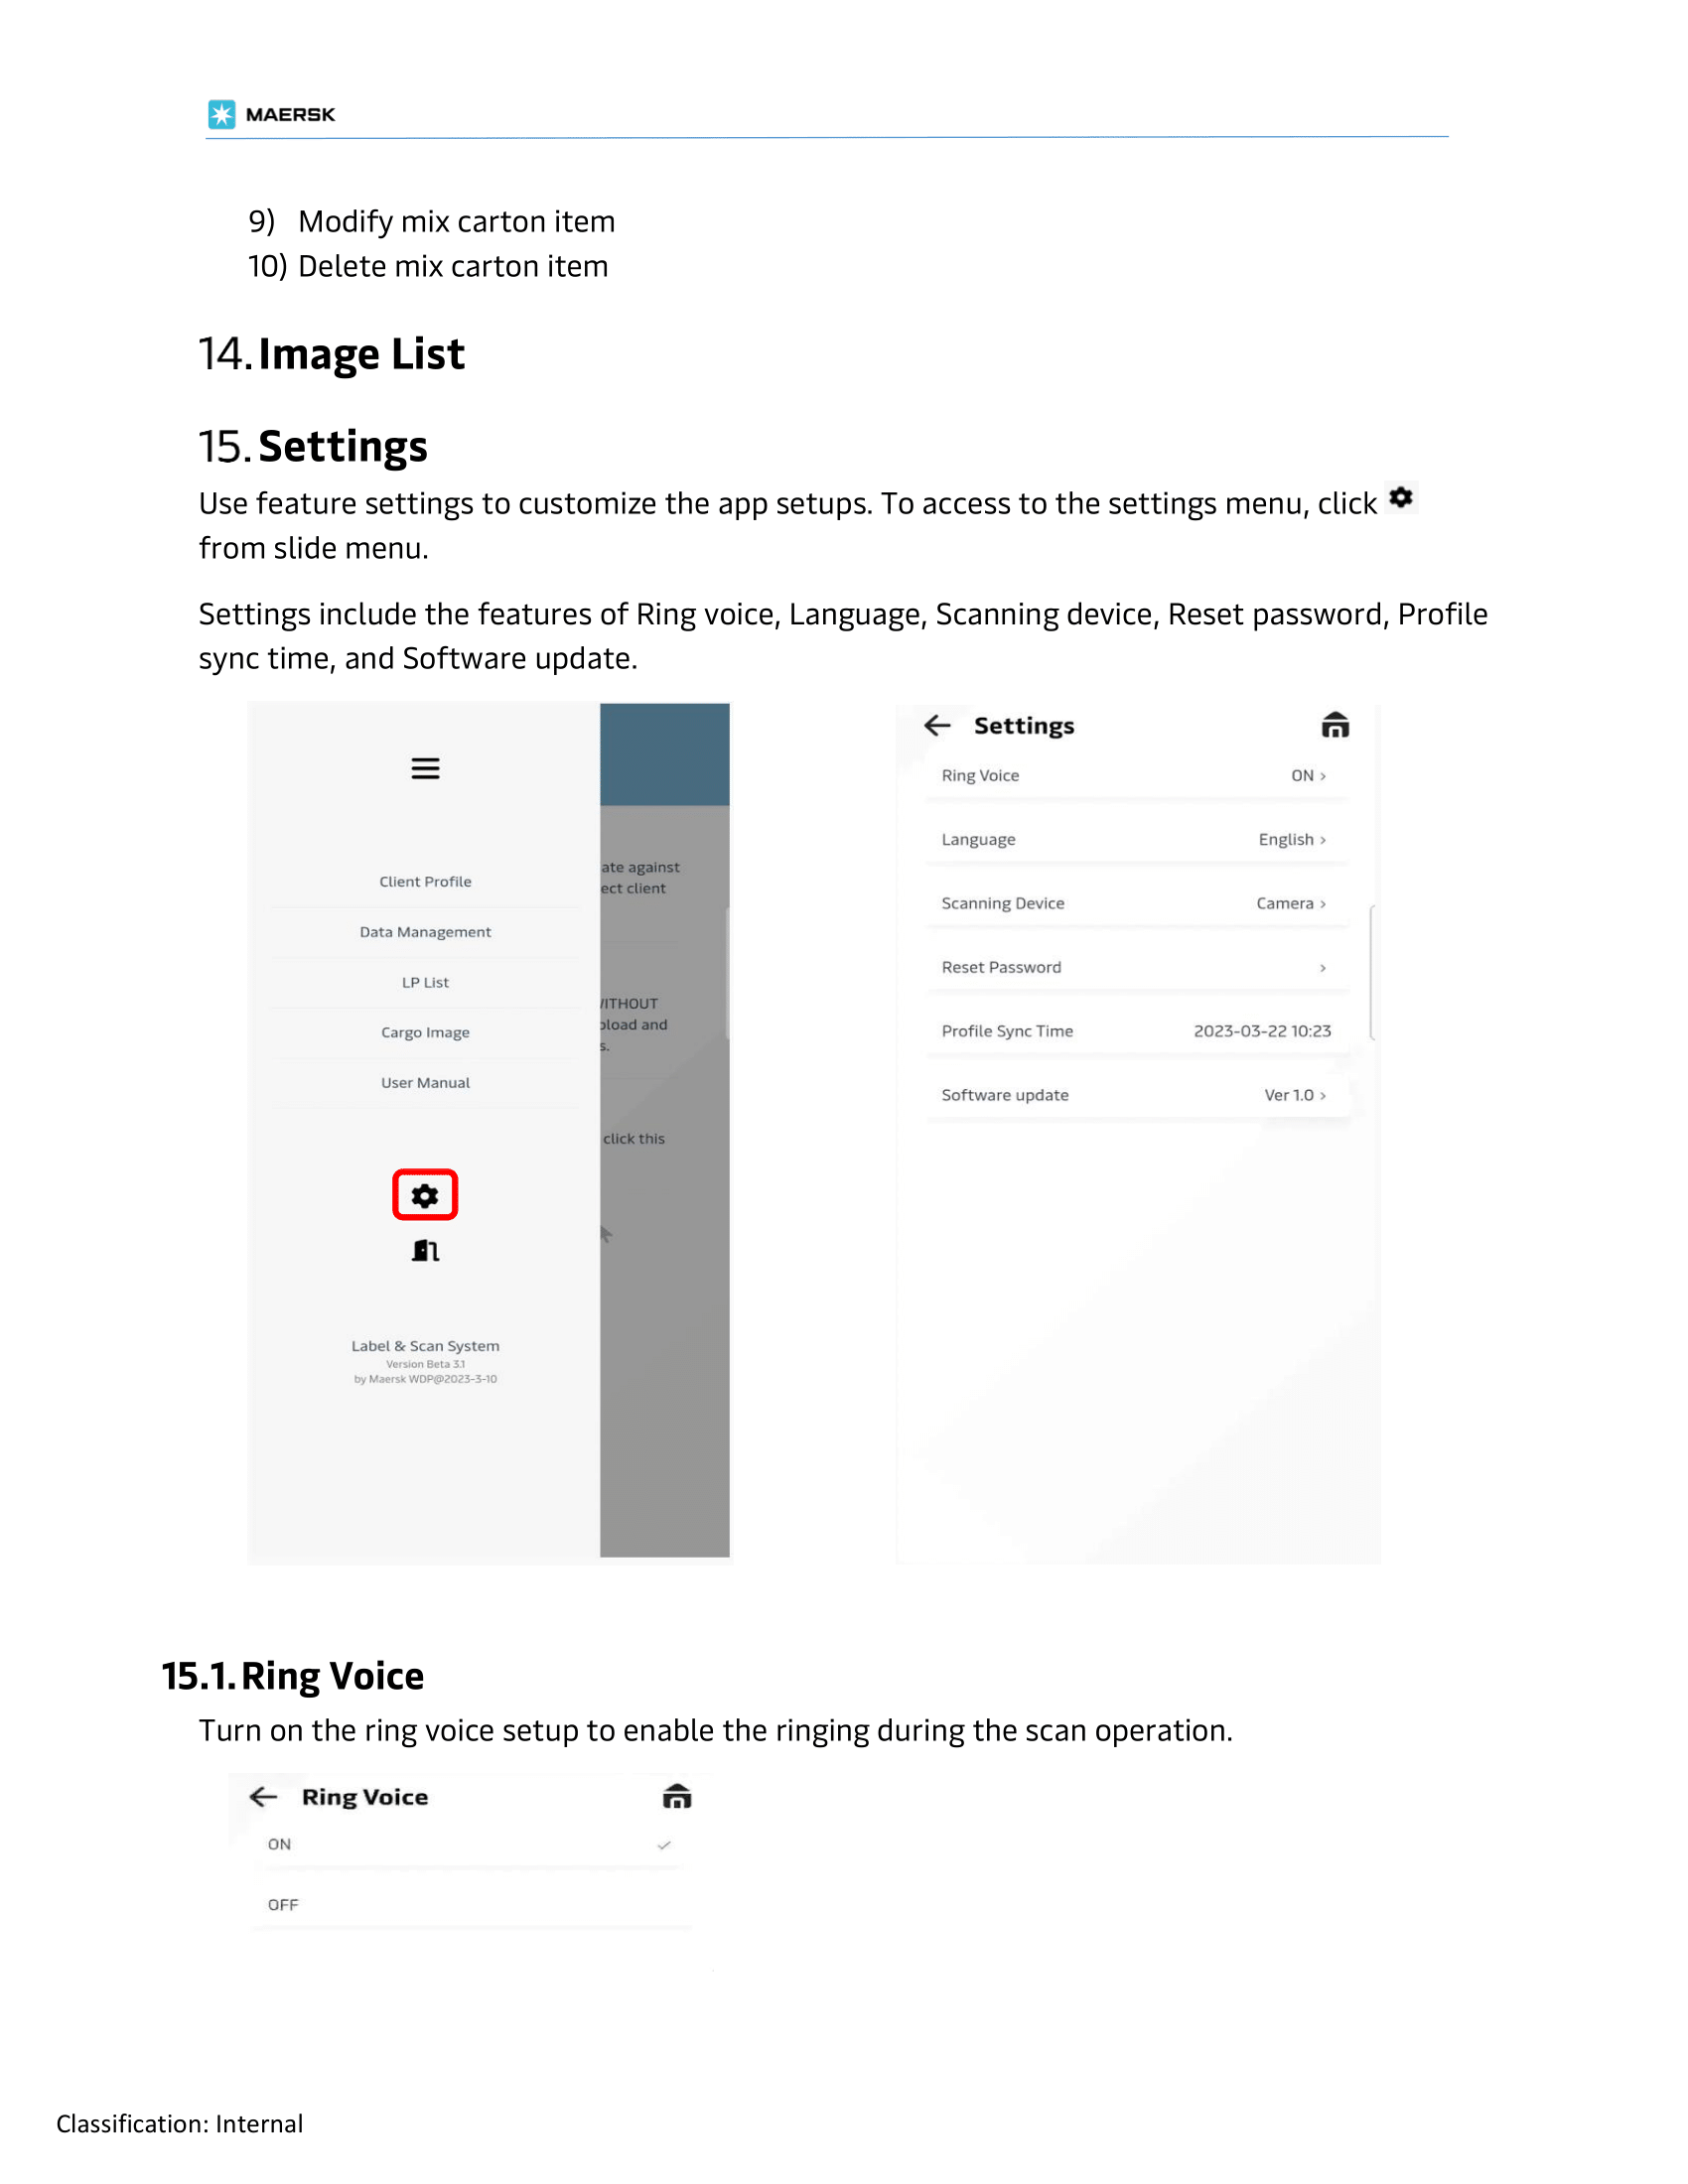 MAERSK
9) Modify mix carton item
10) Delete mix carton item
14. Image List
15. Settings
Use feature settings to customize the app setups. To access to the settings menu, click
from slide menu.
Settings include the features of Ring voice, Language, Scanning device, Reset password, Profile
sync time, and Software update.
Client Profile
Data Management
LP List
Cargo Image
User Manual
Label & Scan System
Version Beta 3.1
by Maersk WDP@2023-3-10
ate against
ect client
ITHOUT
load and
s.
click this
Settings
Ring Voice ON >
Language English >
Scanning Device Camera >
Reset Password >
Profile Sync Time 2023-03-22 10:23
Software update Ver 1.0 >
15.1. Ring Voice
Turn on the ring voice setup to enable the ringing during the scan operation.
Ring Voice
ON
OFF
Classification: Internal